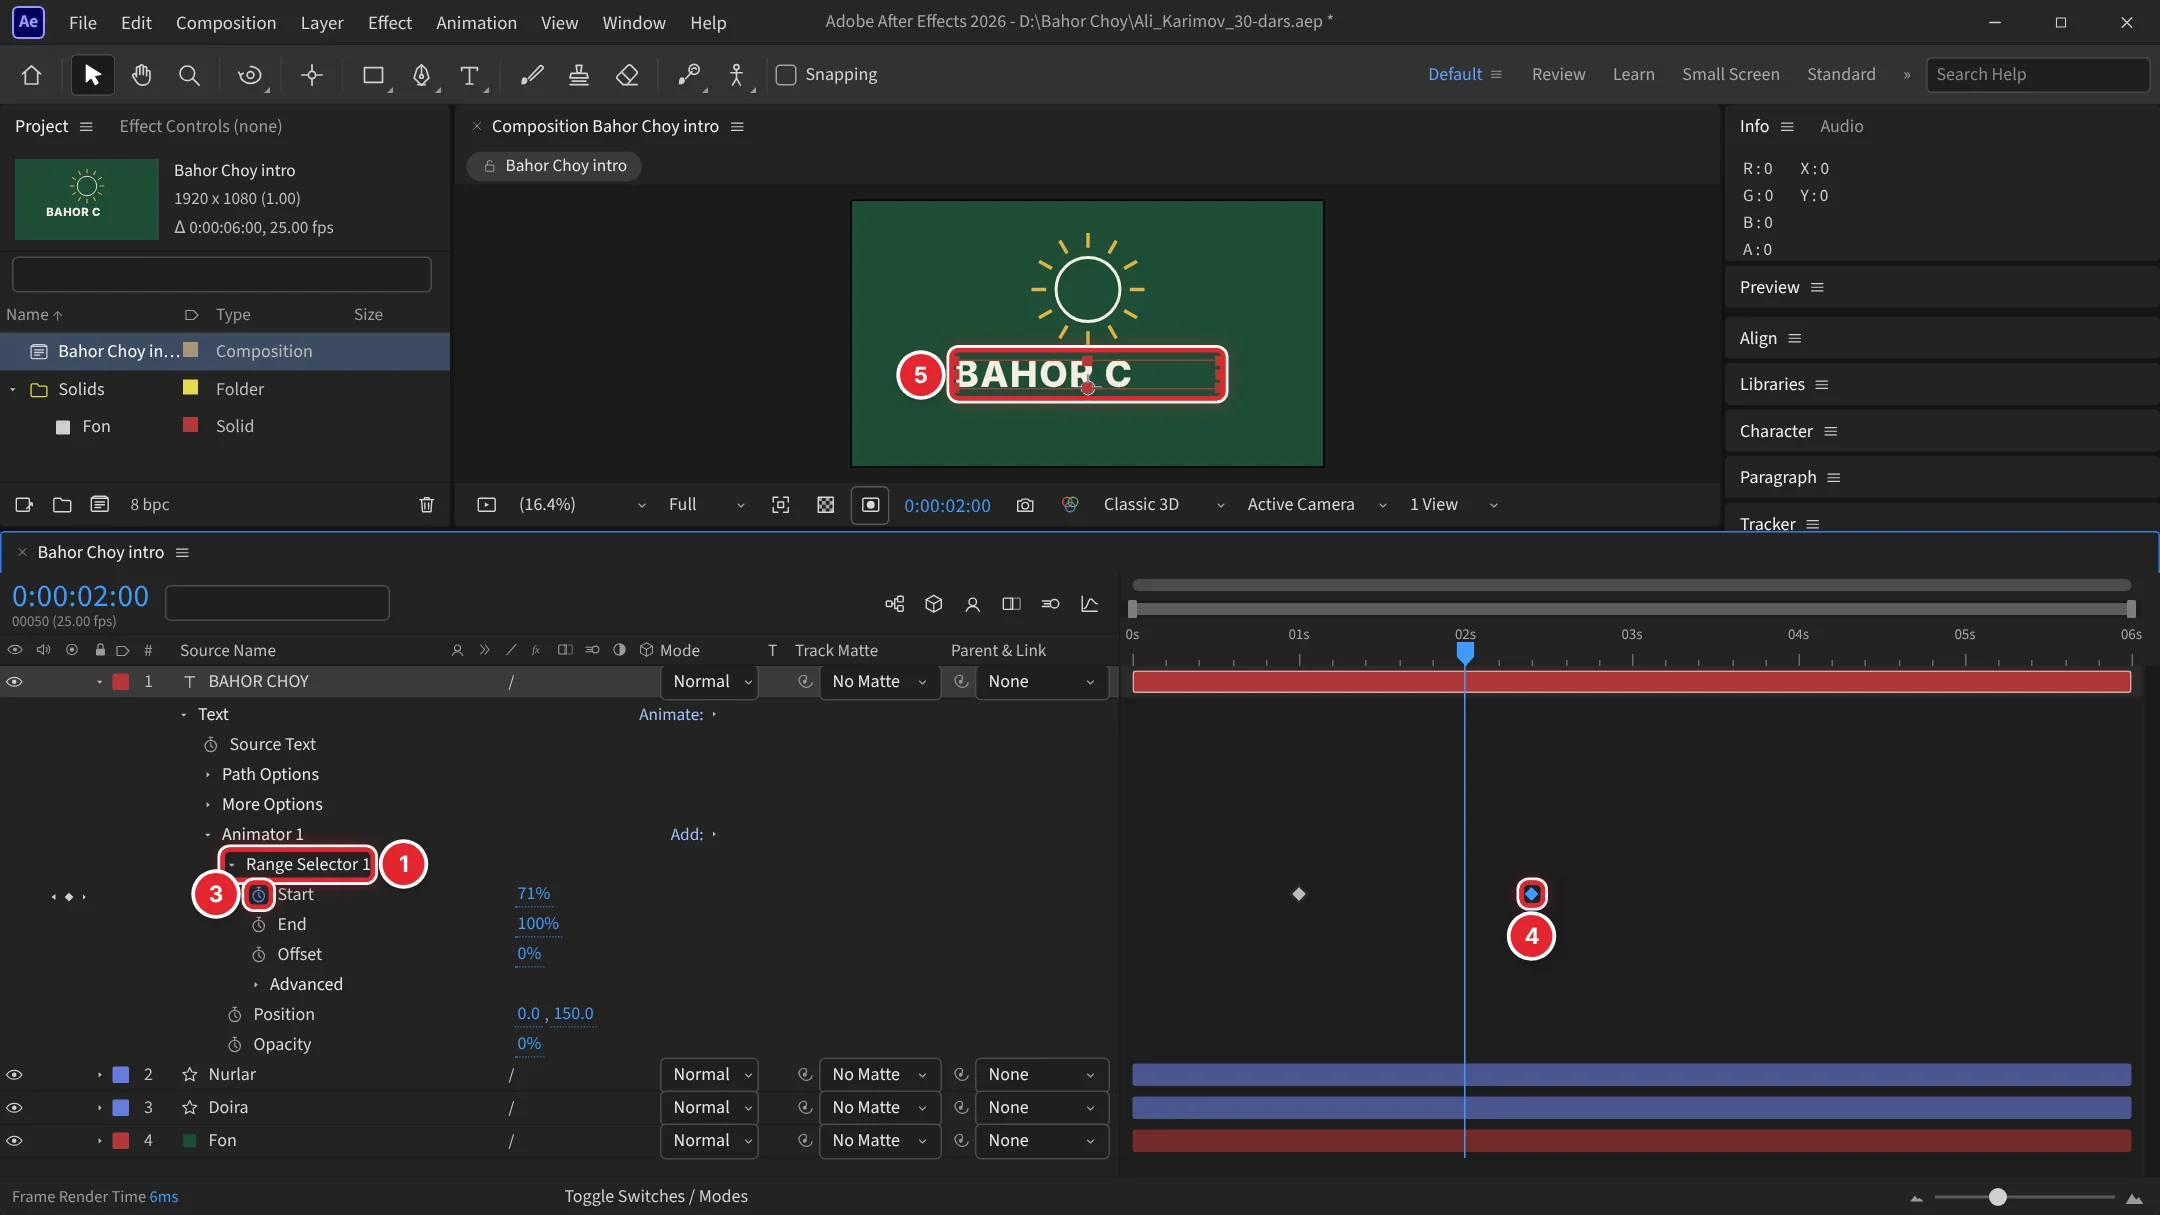 Ae File Edit Composition Layer Effect Animation View Window Help Adobe After Effects 2026 - D:\Bahor Choy\Ali_Karimov_30-dars.aep *
Snapping Default Review Learn Small Screen Standard » Search Help
Project Effect Controls (none)
Bahor Choy intro
1920 x 1080 (1.00)
Δ 0:00:06:00, 25.00 fps
BAHOR C
Name Type Size
Bahor Choy in... Composition
Solids Folder
Fon Solid
8 bpc
Composition Bahor Choy intro
Bahor Choy intro
5
BAHOR C
(16.4%) Full 0:00:02:00 Classic 3D Active Camera 1 View
Info Audio
R : 0 X : 0
G : 0 Y : 0
B : 0
A : 0
Preview
Align
Libraries
Character
Paragraph
Tracker
Bahor Choy intro
0:00:02:00
00050 (25.00 fps)
0s 01s 02s 03s 04s 05s 06s
# Source Name fx Mode T Track Matte Parent & Link
1 T BAHOR CHOY / Normal No Matte None
Text Animate:
Source Text
Path Options
More Options
Animator 1 Add:
Range Selector 1 1
3 Start 71%
End 100%
4
Offset 0%
Advanced
Position 0.0 , 150.0
Opacity 0%
2 Nurlar / Normal No Matte None
3 Doira / Normal No Matte None
4 Fon / Normal No Matte None
Frame Render Time 6ms Toggle Switches / Modes